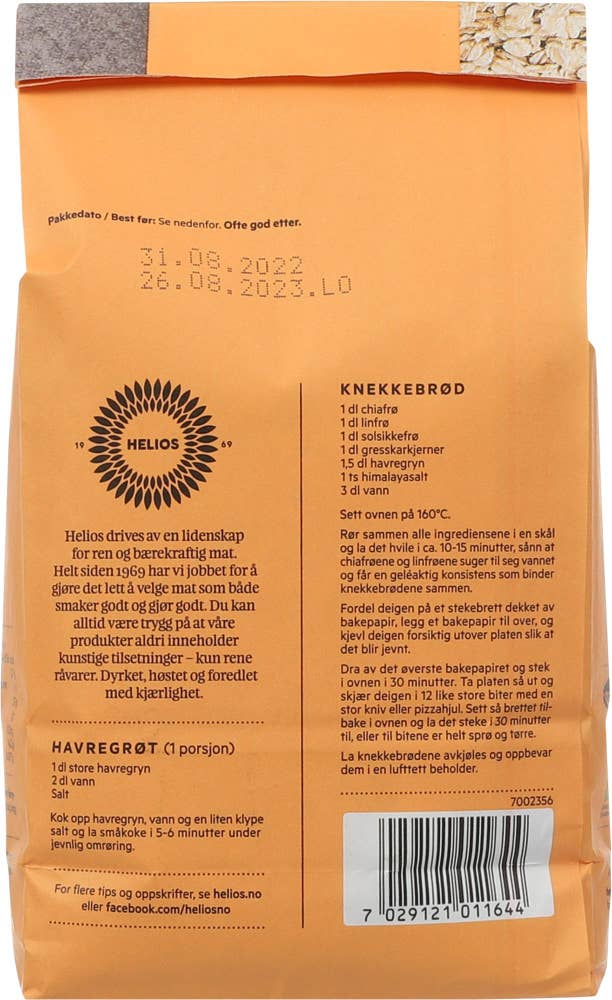 Pakkedato / Best før: Se nedenfor. Ofte god etter.
31.08.2022
26.08.2023.LO
19 HELIOS 69
Helios drives av en lidenskap
for ren og bærekraftig mat.
Helt siden 1969 har vi jobbet for å
gjøre det lett å velge mat som både
smaker godt og gjør godt. Du kan
alltid være trygg på at våre
produkter aldri inneholder
kunstige tilsetninger – kun rene
råvarer. Dyrket, høstet og foredlet
med kjærlighet.
HAVREGRØT (1 porsjon)
1 dl store havregryn
2 dl vann
Salt
Kok opp havregryn, vann og en liten klype
salt og la småkoke i 5-6 minutter under
jevnlig omrøring.
For flere tips og oppskrifter, se helios.no
eller facebook.com/heliosno
KNEKKEBRØD
1 dl chiafrø
1 dl linfrø
1 dl solsikkefrø
1 dl gresskarkjerner
1,5 dl havregryn
1 ts himalayasalt
3 dl vann
Sett ovnen på 160°C.
Rør sammen alle ingrediensene i en skål
og la det hvile i ca. 10-15 minutter, sånn at
chiafrøene og linfrøene suger til seg vannet
og får en geléaktig konsistens som binder
knekkebrødene sammen.
Fordel deigen på et stekebrett dekket av
bakepapir, legg et bakepapir til over, og
kjevl deigen forsiktig utover platen slik at
det blir jevnt.
Dra av det øverste bakepapiret og stek
i ovnen i 30 minutter. Ta platen så ut og
skjær deigen i 12 like store biter med en
stor kniv eller pizzahjul. Sett så brettet til-
bake i ovnen og la det steke i 30 minutter
til, eller til bitene er helt sprø og tørre.
La knekkebrødene avkjøles og oppbevar
dem i en lufttett beholder.
7002356
7 029121 011644